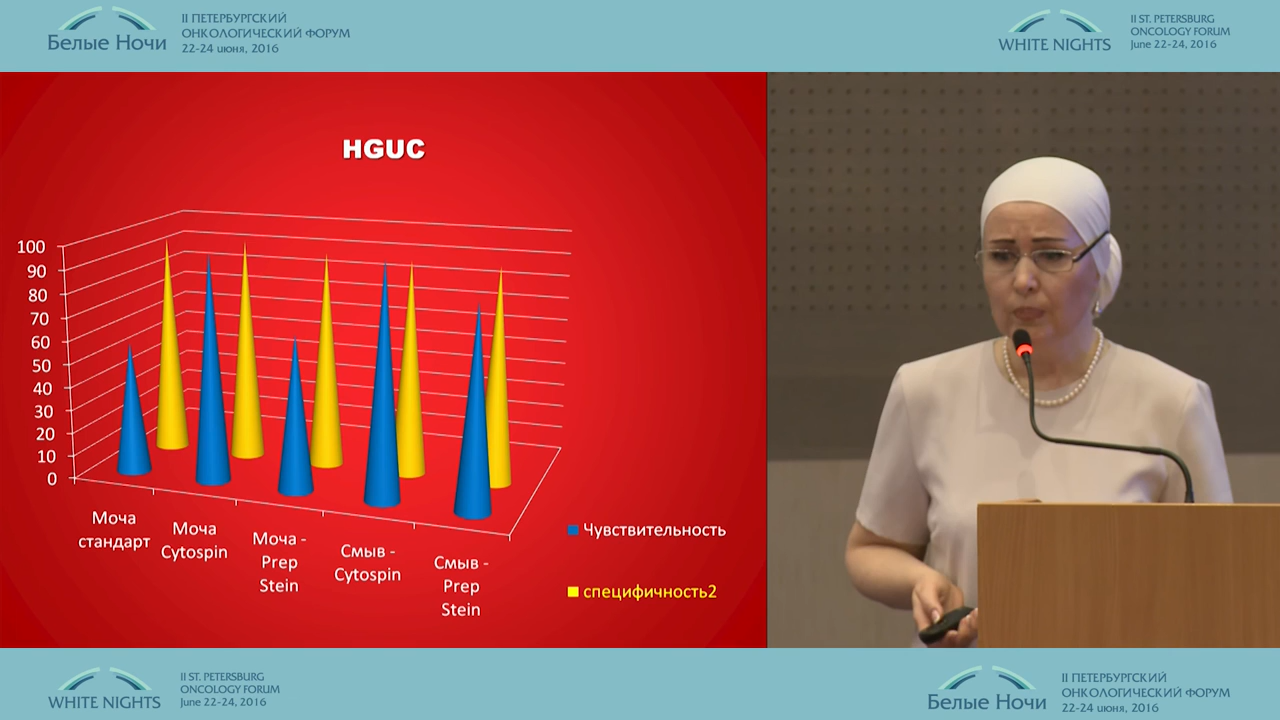 Белые Ночи
II ПЕТЕРБУРГСКИЙ
ОНКОЛОГИЧЕСКИЙ ФОРУМ
22-24 июня, 2016
WHITE NIGHTS
II ST. PETERSBURG
ONCOLOGY FORUM
June 22-24, 2016
HGUC
100
90
80
70
60
50
40
30
20
10
0
Моча
стандарт
Моча
Cytospin
Моча -
Prep
Stein
Смыв -
Cytospin
Смыв -
Prep
Stein
Чувствительность
специфичность2
WHITE NIGHTS
II ST. PETERSBURG
ONCOLOGY FORUM
June 22-24, 2016
Белые Ночи
II ПЕТЕРБУРГСКИЙ
ОНКОЛОГИЧЕСКИЙ ФОРУМ
22-24 июня, 2016